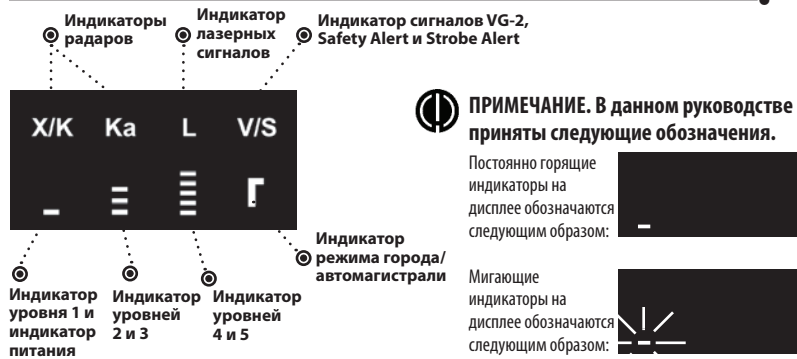 Индикаторы
радаров
Индикатор
лазерных
сигналов
Индикатор сигналов VG-2,
Safety Alert и Strobe Alert
X/K Ka L V/S
Индикатор
режима города/
автомагистрали
Индикатор
уровня 1 и
индикатор
питания
Индикатор
уровней
2 и 3
Индикатор
уровней
4 и 5
ПРИМЕЧАНИЕ. В данном руководстве
приняты следующие обозначения.
Постоянно горящие
индикаторы на
дисплее обозначаются
следующим образом:
Мигающие
индикаторы на
дисплее обозначаются
следующим образом: